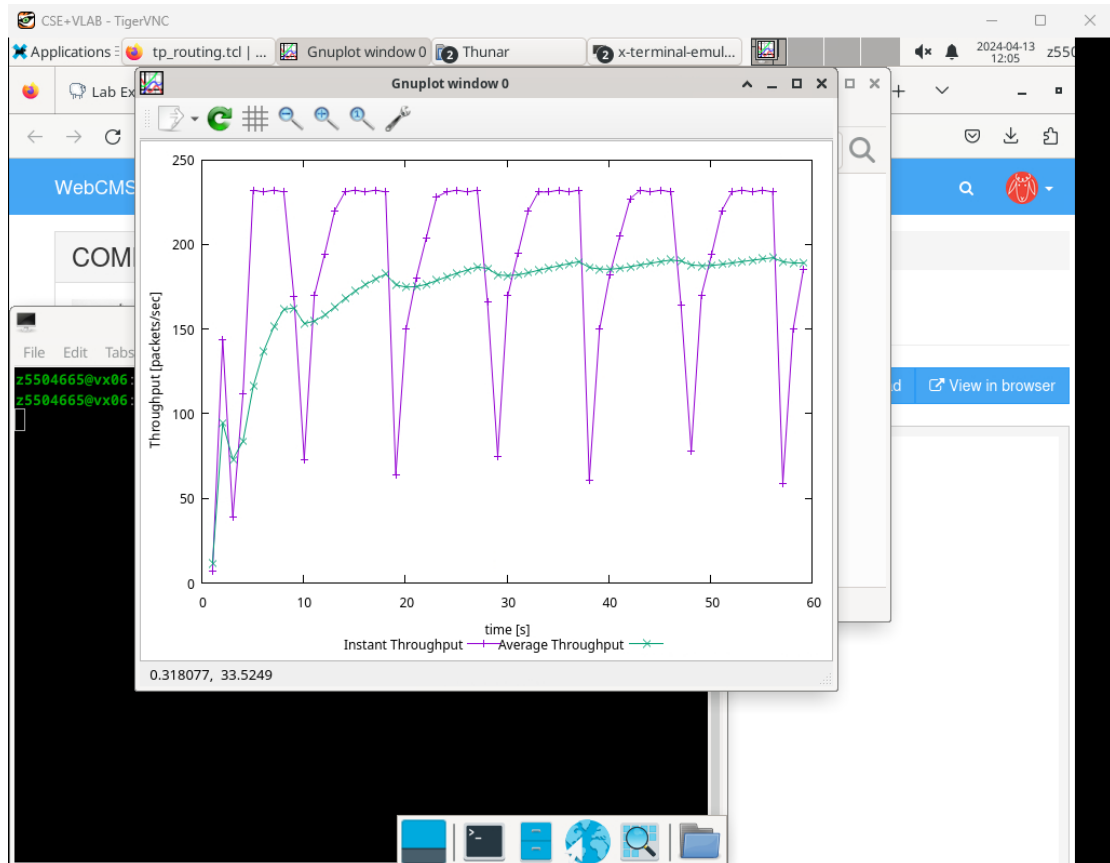 CSE+VLAB - TigerVNC
Applications tp_routing.tcl | ... Gnuplot window 0 2 Thunar 2 x-terminal-emul... 2024-04-13 12:05 z550
Lab Ex
Gnuplot window 0
WebCMS
COM
File Edit Tabs
z5504665@vx06:
z5504665@vx06:
View in browser
250
200
150
100
50
0
Throughput [packets/sec]
0 10 20 30 40 50 60
time [s]
Instant Throughput
Average Throughput
0.318077, 33.5249